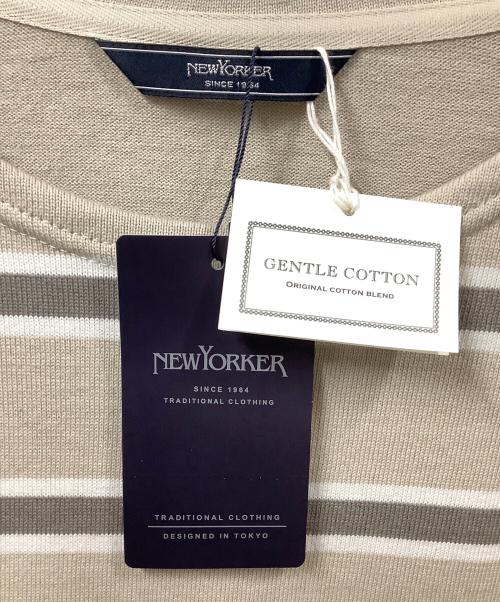 NEWYORKER
SINCE 1964
GENTLE COTTON
ORIGINAL COTTON BLEND
NEWYORKER
SINCE 1964
TRADITIONAL CLOTHING
TRADITIONAL CLOTHING
DESIGNED IN TOKYO